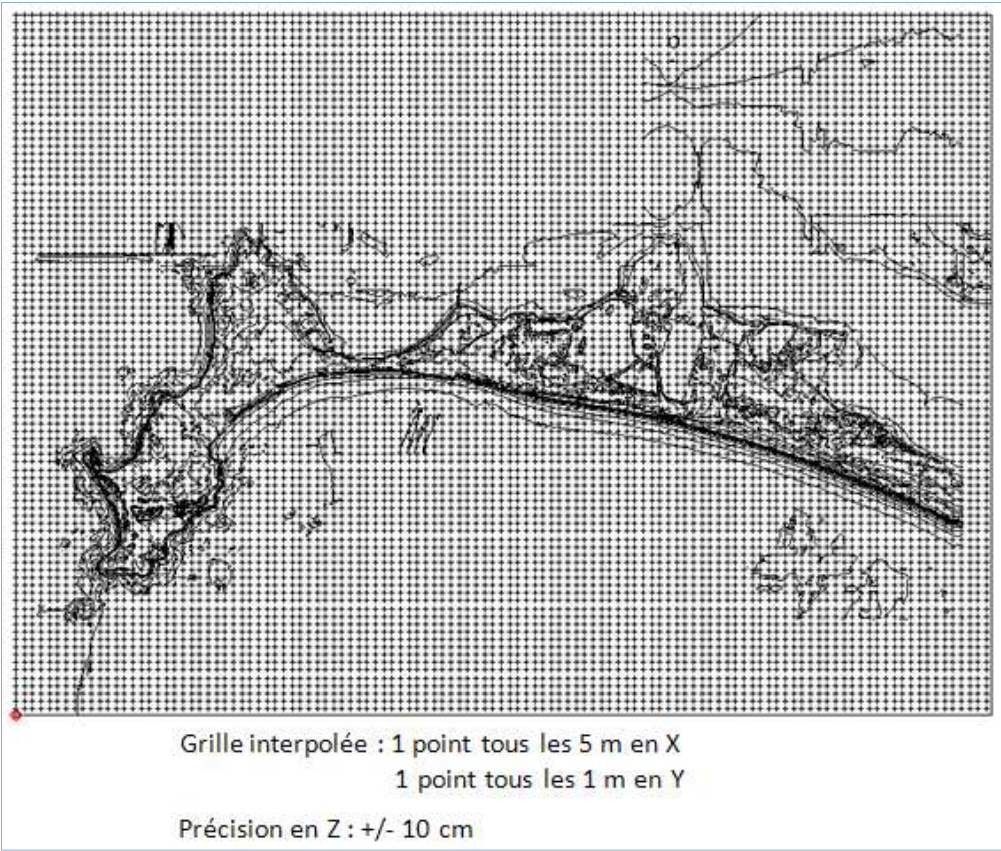 Grille interpolée : 1 point tous les 5 m en X
1 point tous les 1 m en Y
Précision en Z : +/- 10 cm